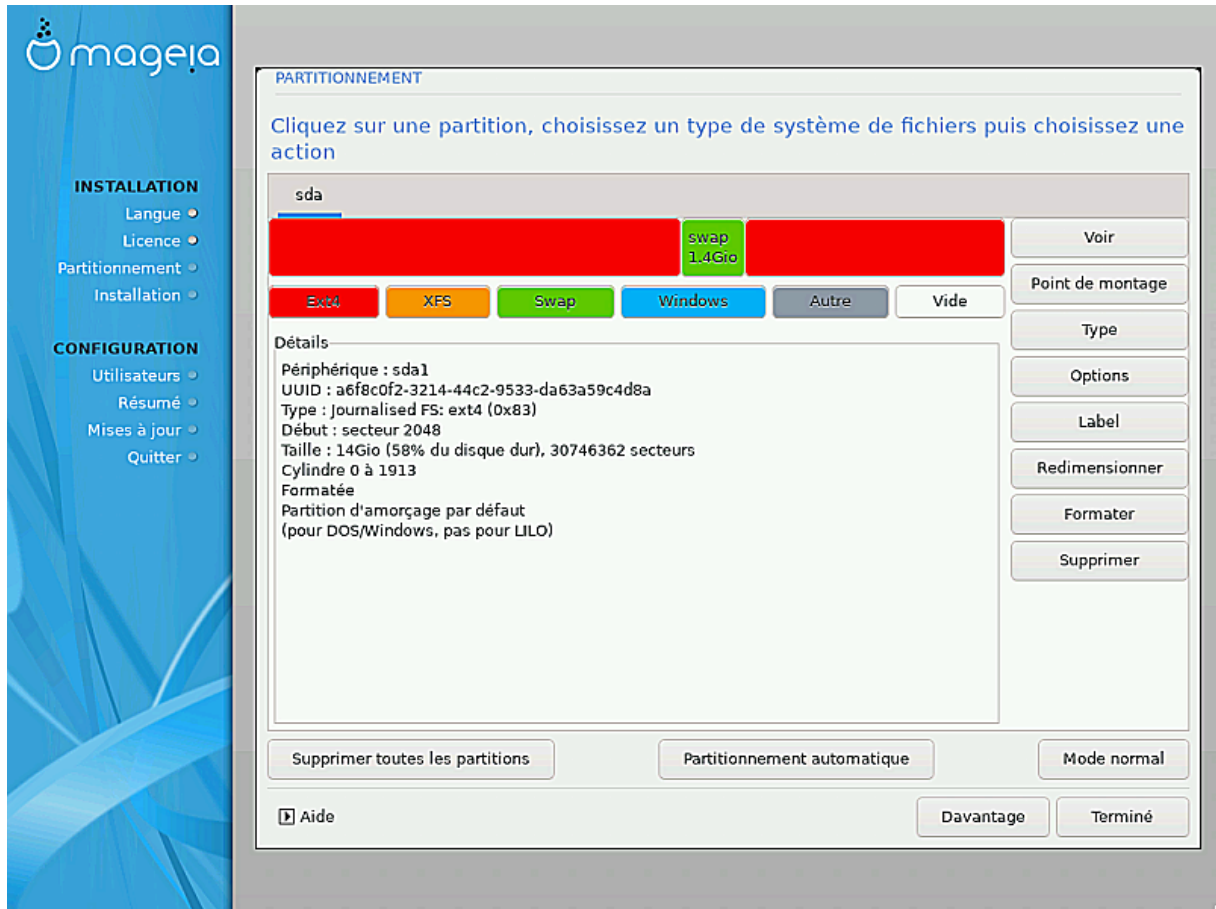 mageia
INSTALLATION
Langue
Licence
Partitionnement
Installation
CONFIGURATION
Utilisateurs
Résumé
Mises à jour
Quitter
PARTITIONNEMENT
Cliquez sur une partition, choisissez un type de système de fichiers puis choisissez une
action
sda
swap
1.4Gio
Ext4 XFS Swap Windows Autre Vide
Détails
Périphérique : sda1
UUID : a6f8c0f2-3214-44c2-9533-da63a59c4d8a
Type : Journalised FS: ext4 (0x83)
Début : secteur 2048
Taille : 14Gio (58% du disque dur), 30746362 secteurs
Cylindre 0 à 1913
Formatée
Partition d'amorçage par défaut
(pour DOS/Windows, pas pour LILO)
Voir
Point de montage
Type
Options
Label
Redimensionner
Formater
Supprimer
Supprimer toutes les partitions Partitionnement automatique Mode normal
Aide Davantage Terminé